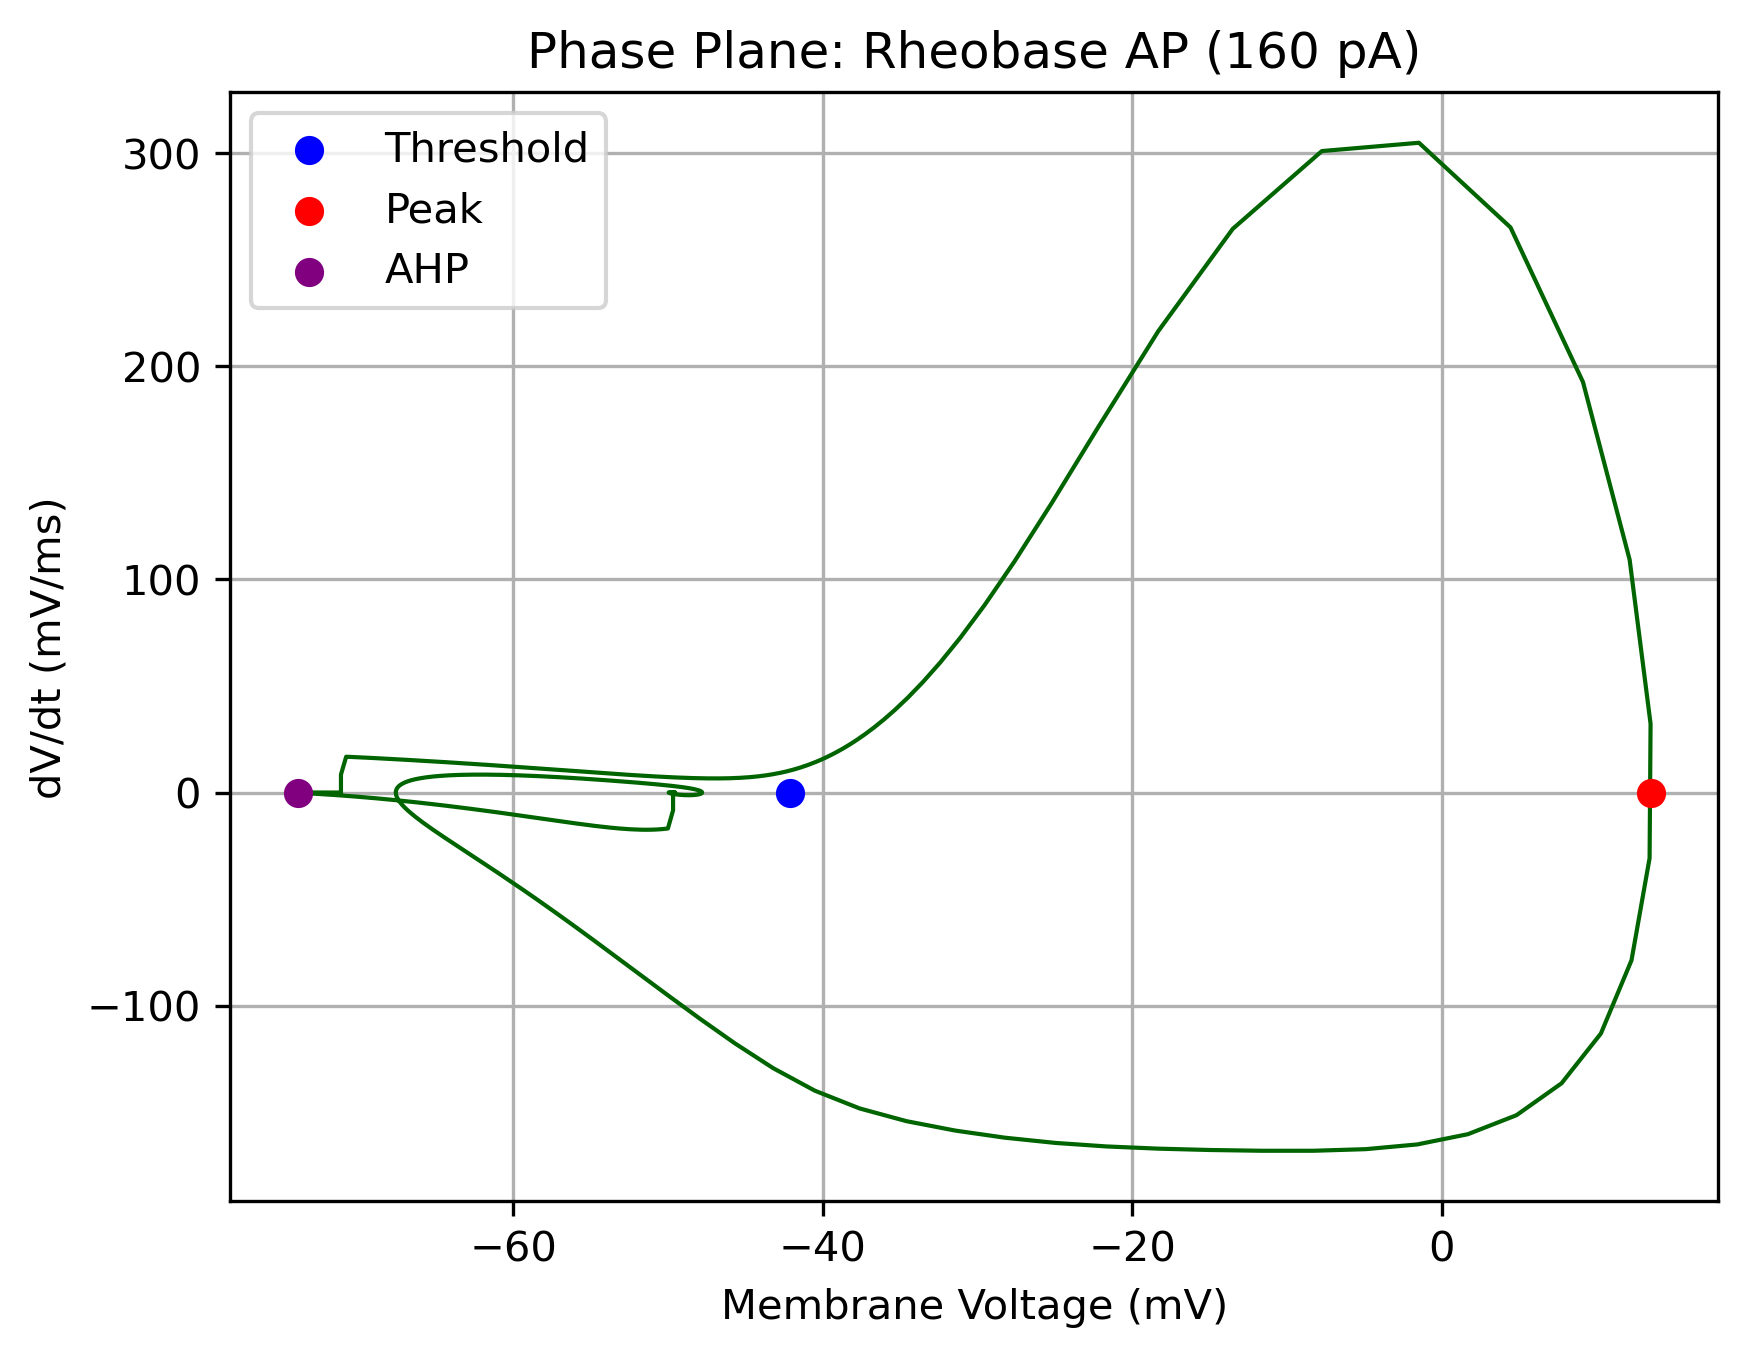 Phase Plane: Rheobase AP (160 pA)
Threshold
Peak
AHP
300
200
100
0
−100
dV/dt (mV/ms)
−60
−40
−20
0
Membrane Voltage (mV)